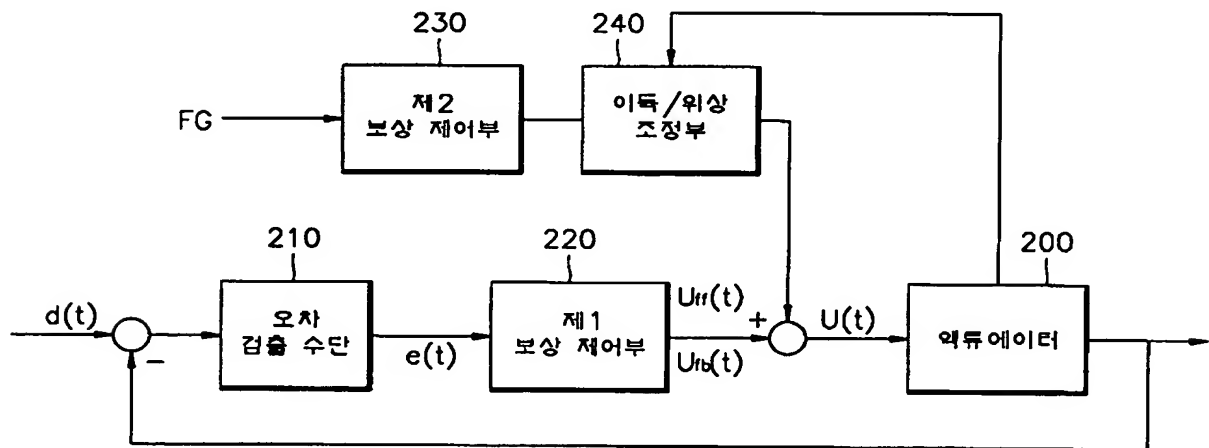 230
240
제2
보상 제어부
이득/위상
조정부
FG
210
220
200
d(t)
-
오차
검출 수단
e(t)
제1
보상 제어부
Uff(t)
+
Ufb(t)
U(t)
액튜에이터